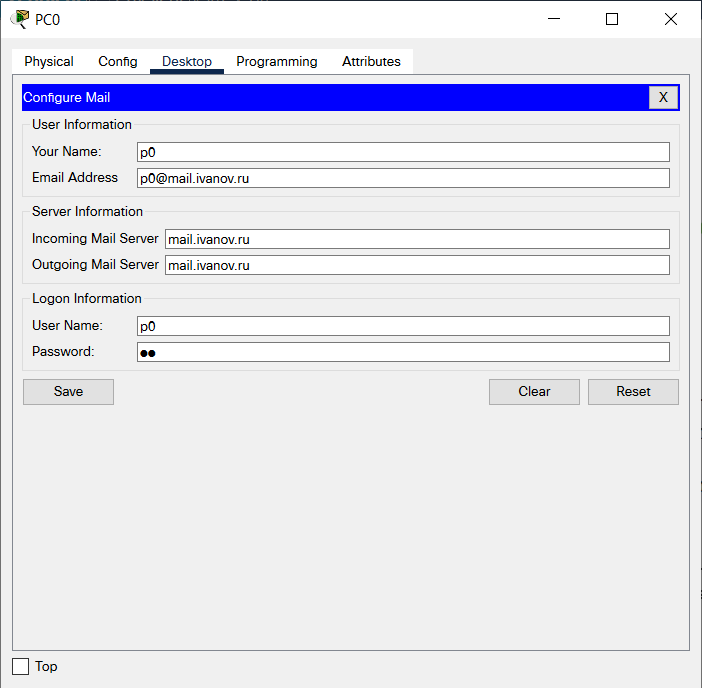 PC0
Physical Config Desktop Programming Attributes
Configure Mail X
User Information
Your Name: p0
Email Address p0@mail.ivanov.ru
Server Information
Incoming Mail Server mail.ivanov.ru
Outgoing Mail Server mail.ivanov.ru
Logon Information
User Name: p0
Password: ●●
Save Clear Reset
Top